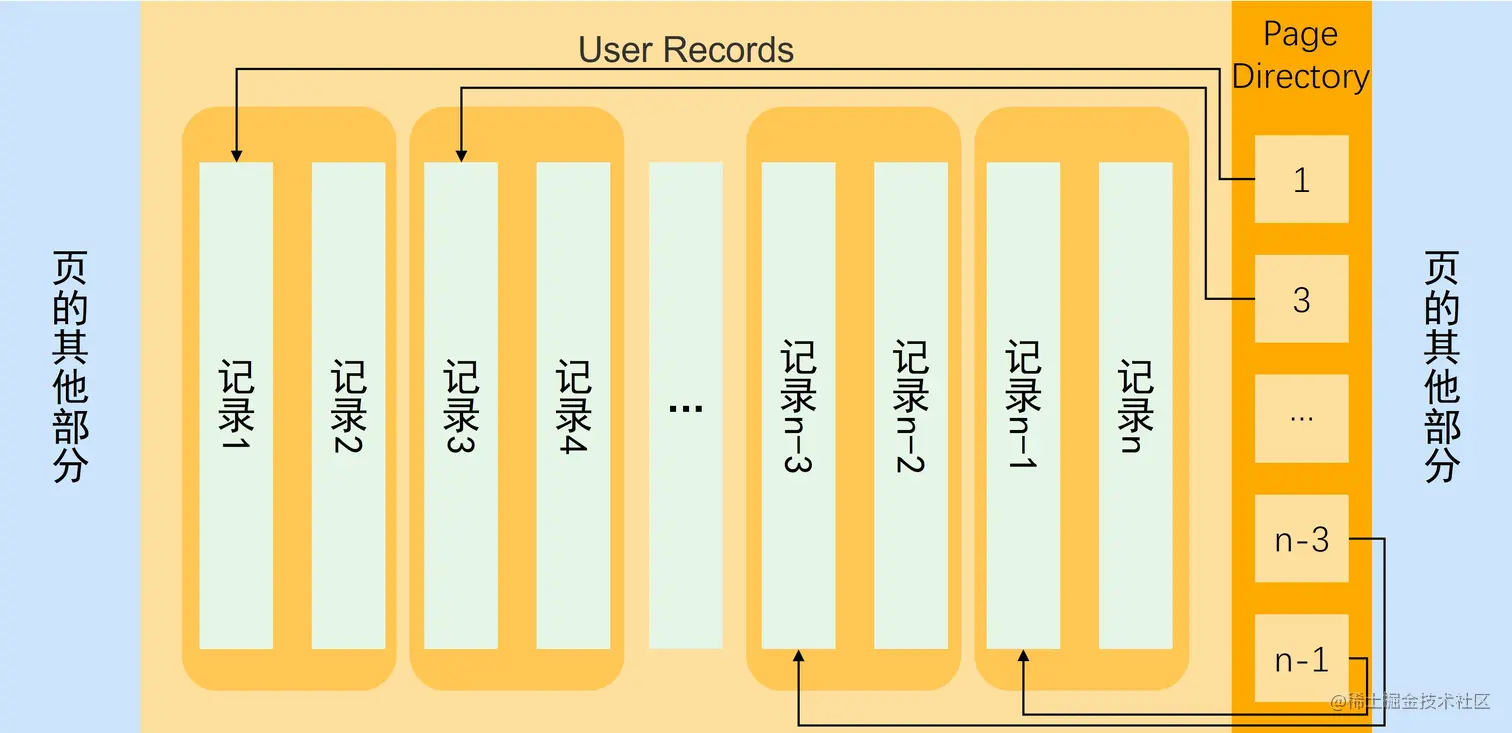 User Records
Page
Directory
页的其他部分
记录1
记录2
记录3
记录4
...
记录n-3
记录n-2
记录n-1
记录n
1
3
...
n-3
n-1
页的其他部分
@稀土掘金技术社区